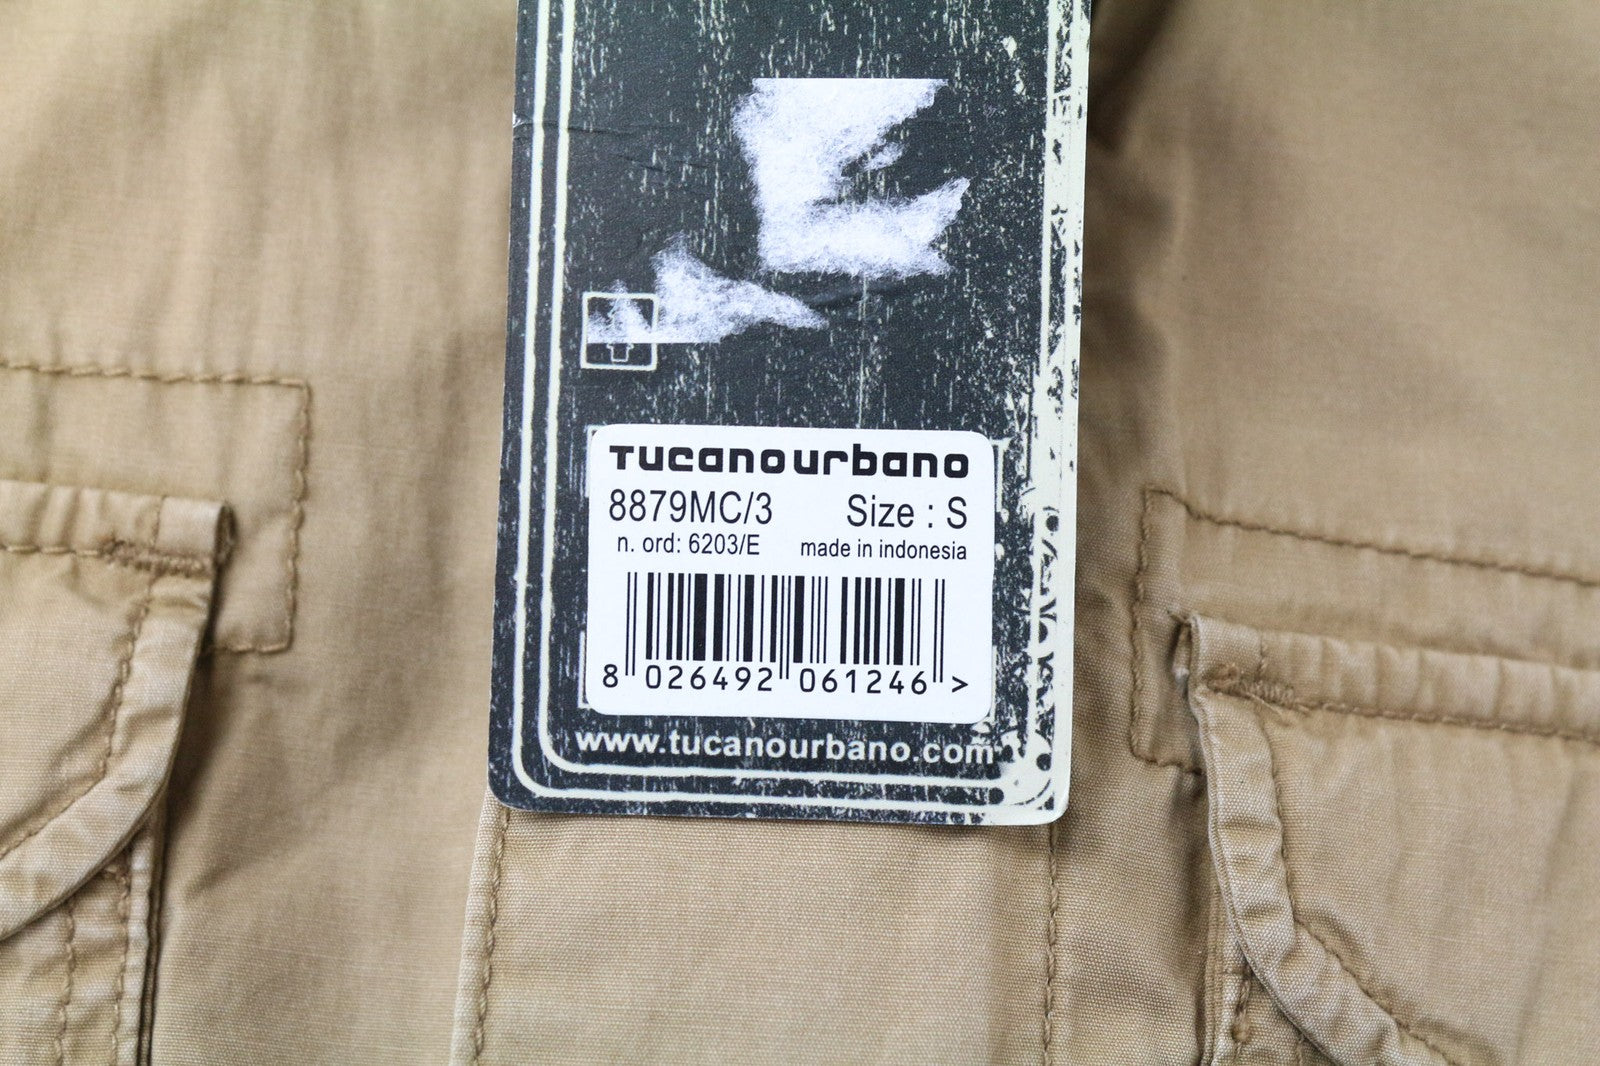 Tucanourbano
8879MC/3 Size : S
n. ord: 6203/E made in indonesia
8 026492 061246 >
www.tucanourbano.com